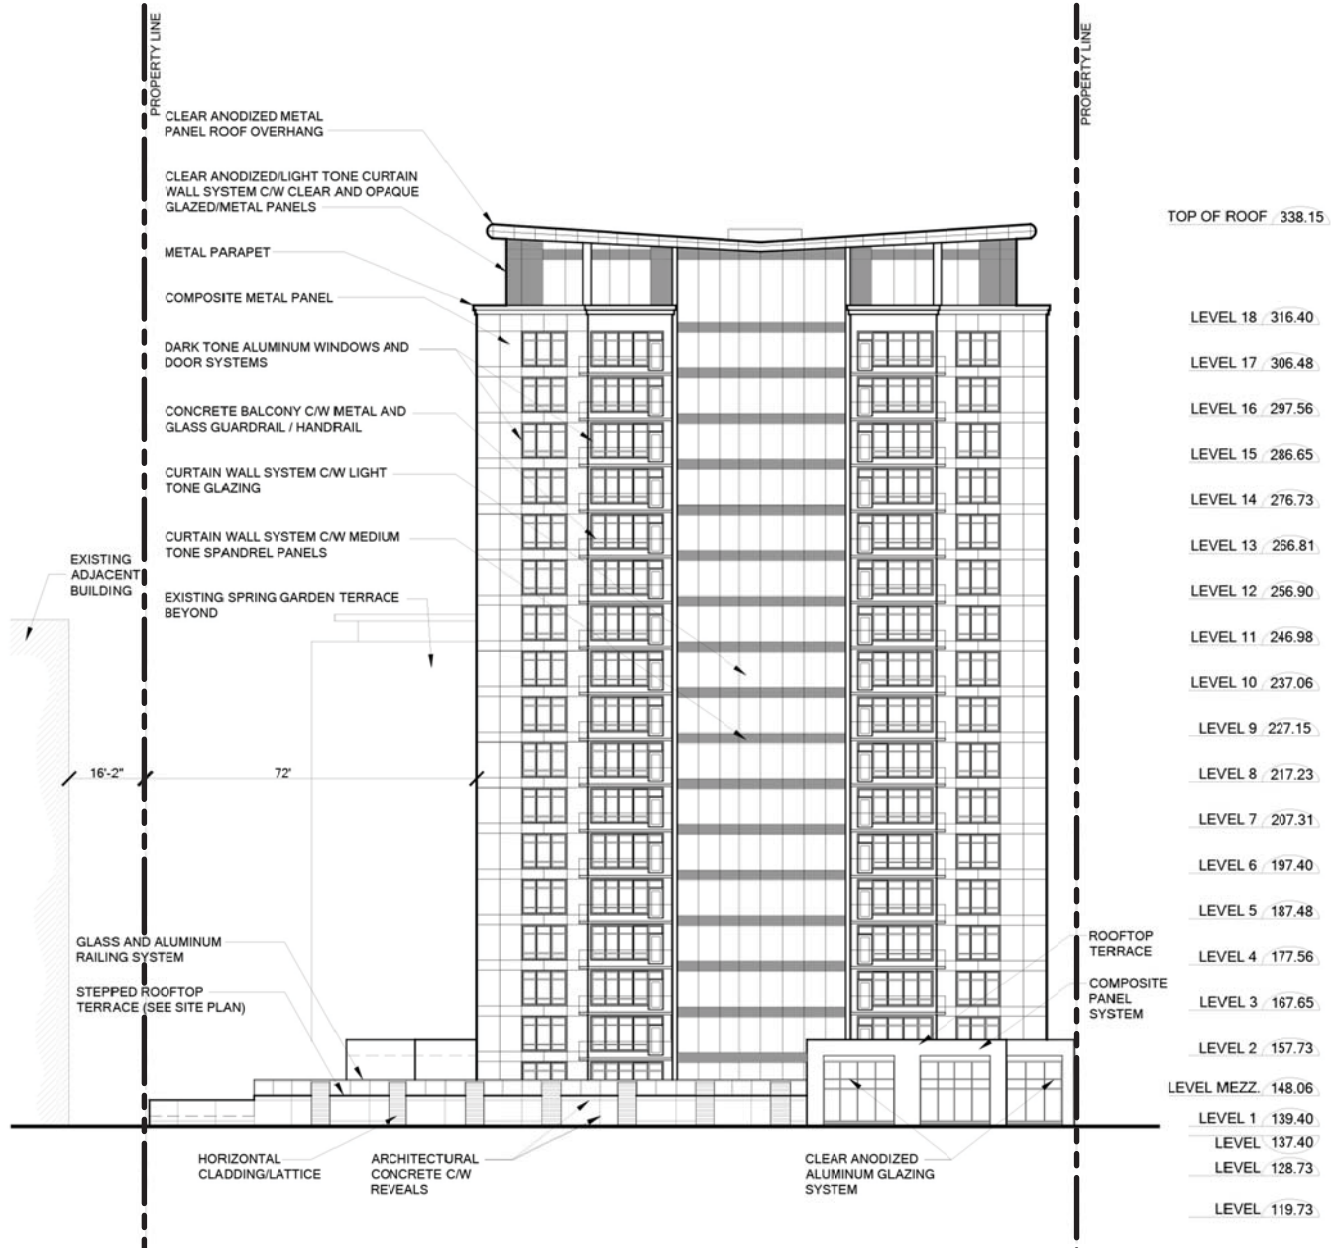 PROPERTY LINE
PROPERTY LINE
CLEAR ANODIZED METAL
PANEL ROOF OVERHANG
CLEAR ANODIZED/LIGHT TONE CURTAIN
WALL SYSTEM C/W CLEAR AND OPAQUE
GLAZED/METAL PANELS
METAL PARAPET
COMPOSITE METAL PANEL
DARK TONE ALUMINUM WINDOWS AND
DOOR SYSTEMS
CONCRETE BALCONY C/W METAL AND
GLASS GUARDRAIL / HANDRAIL
CURTAIN WALL SYSTEM C/W LIGHT
TONE GLAZING
CURTAIN WALL SYSTEM C/W MEDIUM
TONE SPANDREL PANELS
EXISTING
ADJACENT
BUILDING
EXISTING SPRING GARDEN TERRACE
BEYOND
16'-2"
72'
GLASS AND ALUMINUM
RAILING SYSTEM
STEPPED ROOFTOP
TERRACE (SEE SITE PLAN)
HORIZONTAL
CLADDING/LATTICE
ARCHITECTURAL
CONCRETE C/W
REVEALS
CLEAR ANODIZED
ALUMINUM GLAZING
SYSTEM
ROOFTOP
TERRACE
COMPOSITE
PANEL
SYSTEM
TOP OF ROOF 338.15
LEVEL 18 316.40
LEVEL 17 306.48
LEVEL 16 297.56
LEVEL 15 286.65
LEVEL 14 276.73
LEVEL 13 266.81
LEVEL 12 256.90
LEVEL 11 246.98
LEVEL 10 237.06
LEVEL 9 227.15
LEVEL 8 217.23
LEVEL 7 207.31
LEVEL 6 197.40
LEVEL 5 187.48
LEVEL 4 177.56
LEVEL 3 167.65
LEVEL 2 157.73
LEVEL MEZZ. 148.06
LEVEL 1 139.40
LEVEL 137.40
LEVEL 128.73
LEVEL 119.73